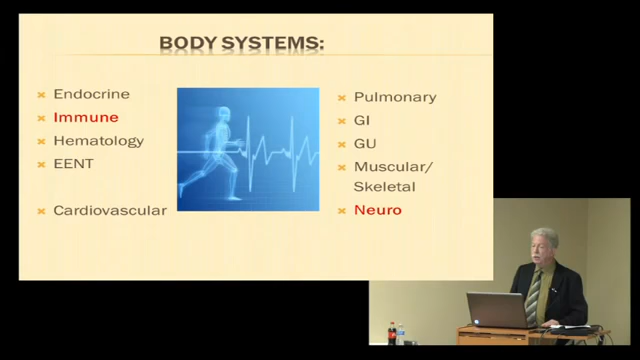 BODY SYSTEMS:
Endocrine
Immune
Hematology
EENT
Cardiovascular
Pulmonary
GI
GU
Muscular/
Skeletal
Neuro